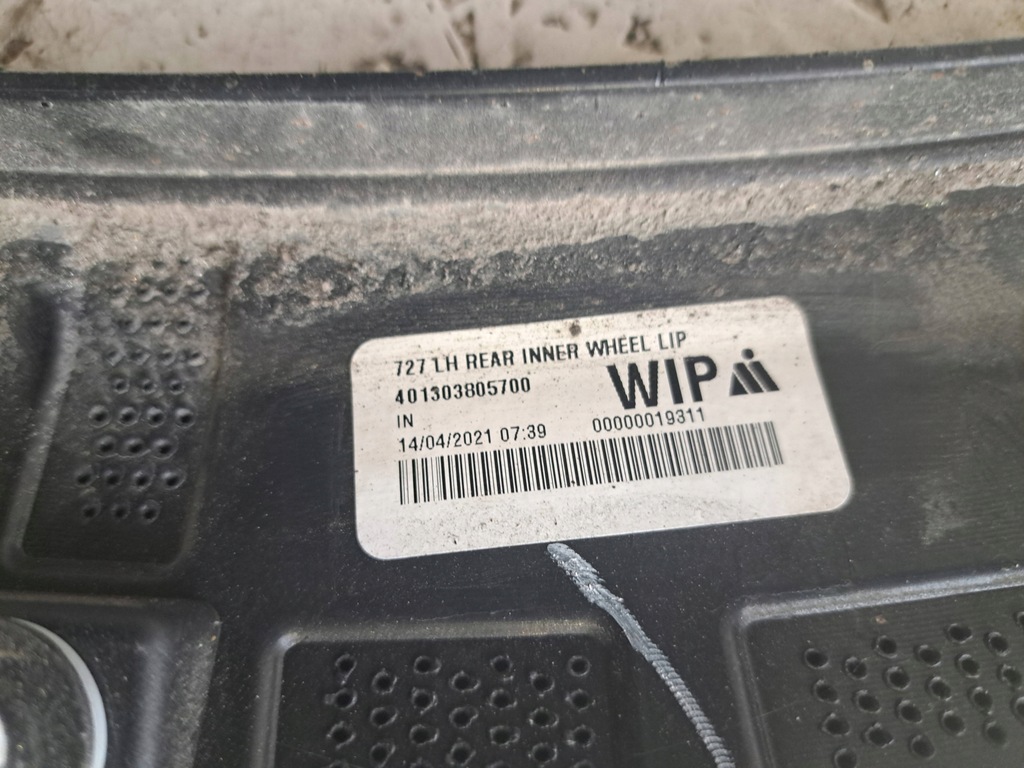 727 LH REAR INNER WHEEL LIP
401303805700
WIP
IN
14/04/2021 07:39
00000019311